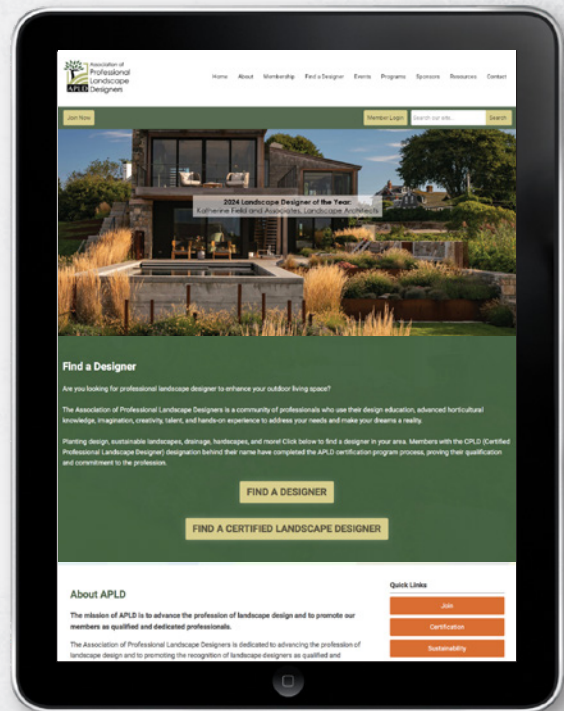 Association of
Professional
Landscape
APLD Designers
Home About Membership Find a Designer Events Programs Sponsors Resources Contact
Join Now Member Login Search our site... Search
2024 Landscape Designer of the Year:
Katherine Field and Associates, Landscape Architects
Find a Designer
Are you looking for professional landscape designer to enhance your outdoor living space?
The Association of Professional Landscape Designers is a community of professionals who use their design education, advanced horticultural
knowledge, imagination, creativity, talent, and hands-on experience to address your needs and make your dreams a reality.
Planting design, sustainable landscapes, drainage, hardscapes, and more! Click below to find a designer in your area. Members with the CPLD (Certified
Professional Landscape Designer) designation behind their name have completed the APLD certification program process, proving their qualification
and commitment to the profession.
FIND A DESIGNER
FIND A CERTIFIED LANDSCAPE DESIGNER
About APLD
The mission of APLD is to advance the profession of landscape design and to promote our
members as qualified and dedicated professionals.
The Association of Professional Landscape Designers is dedicated to advancing the profession of
landscape design and to promoting the recognition of landscape designers as qualified and
Quick Links
Join
Certification
Sustainability